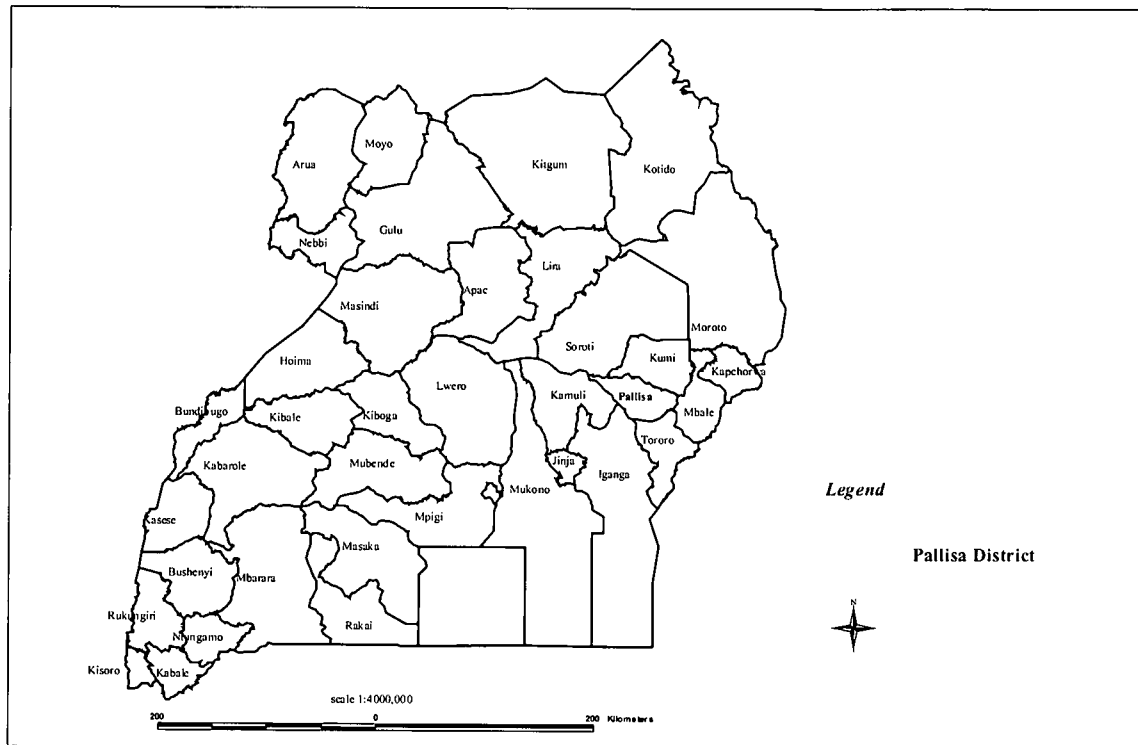 Moyo
Arua
Kitgum
Kotido
Gulu
Nebbi
Lira
Apac
Masindi
Moroto
Soroti
Kumi
Hoima
Kapchorwa
Lwero
Kamuli
Pallisa
Bundibugo
Kibale
Kiboga
Mbale
Tororo
Kabarole
Mubende
Jinja
Iganga
Mukono
Legend
Mpigi
Kasese
Masaka
Pallisa District
Bushenyi
Mbarara
Rukungiri
Rakai
Ntungamo
N
Kisoro
Kabale
scale 1:4000,000
200 0 200 Kilometers